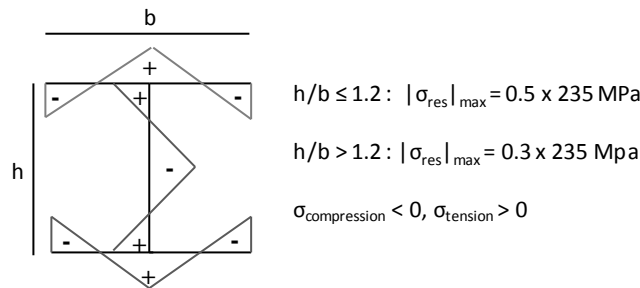 b
+
- + -
h/b ≤ 1.2 : |σres|max = 0.5 x 235 MPa
h
-
h/b > 1.2 : |σres|max = 0.3 x 235 Mpa
σcompression < 0, σtension > 0
- + -
+